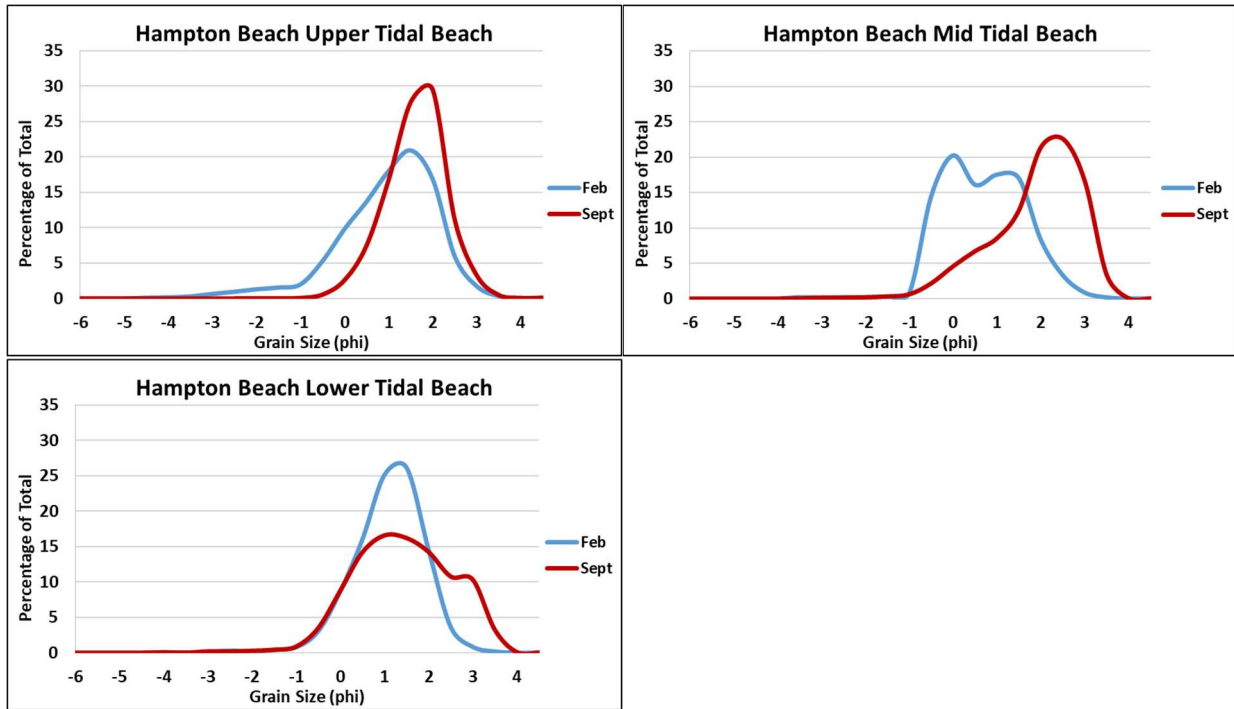 Hampton Beach Upper Tidal Beach
Percentage of Total
35
30
25
20
15
10
5
0
-6 -5 -4 -3 -2 -1 0 1 2 3 4
Grain Size (phi)
Feb
Sept
Hampton Beach Mid Tidal Beach
Percentage of Total
35
30
25
20
15
10
5
0
-6 -5 -4 -3 -2 -1 0 1 2 3 4
Grain Size (phi)
Feb
Sept
Hampton Beach Lower Tidal Beach
Percentage of Total
35
30
25
20
15
10
5
0
-6 -5 -4 -3 -2 -1 0 1 2 3 4
Grain Size (phi)
Feb
Sept